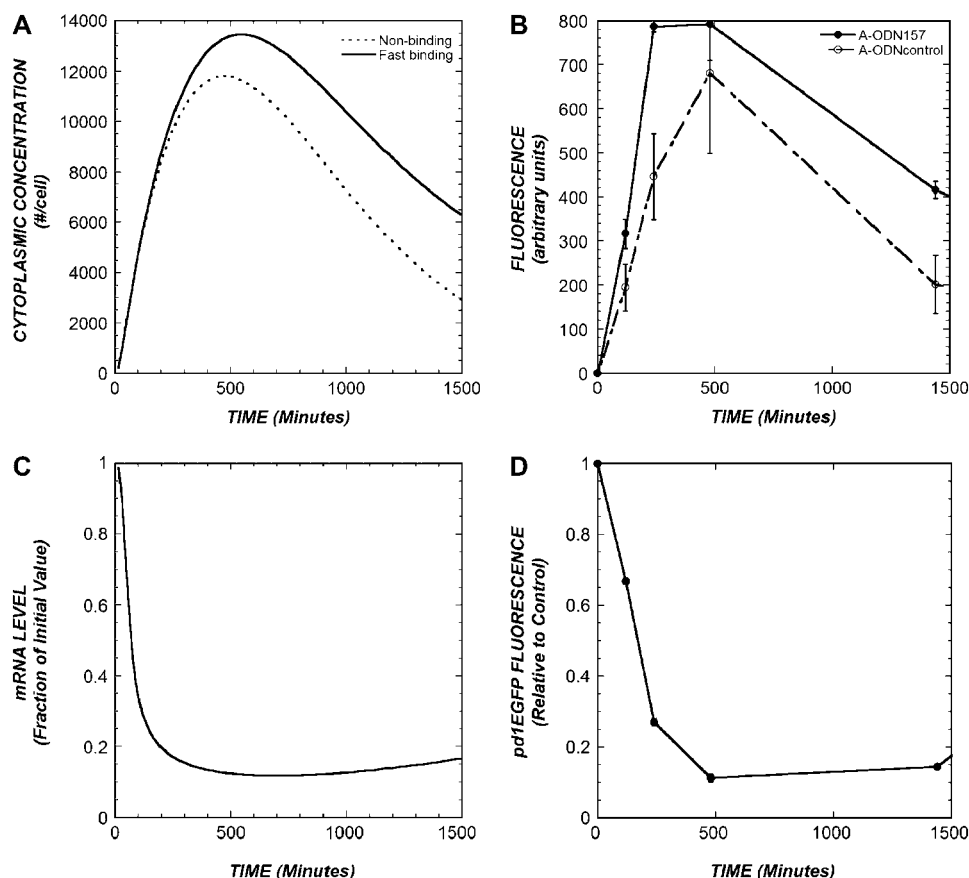 A
CYTOPLASMIC CONCENTRATION
(#/cell)
14000
12000
10000
8000
6000
4000
2000
0
Non-binding
Fast binding
0 500 1000 1500
TIME (Minutes)
B
FLUORESCENCE
(arbitrary units)
800
700
600
500
400
300
200
100
0
A-ODN157
A-ODNcontrol
0 500 1000 1500
TIME (Minutes)
C
mRNA LEVEL
(Fraction of Initial Value)
1
0.8
0.6
0.4
0.2
0
0 500 1000 1500
TIME (Minutes)
D
pd1EGFP FLUORESCENCE
(Relative to Control)
1
0.8
0.6
0.4
0.2
0
0 500 1000 1500
TIME (Minutes)